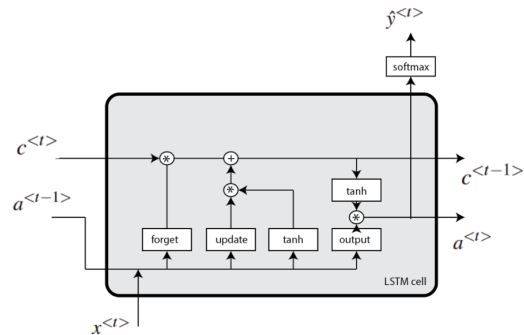 ŷ^{<t>}
softmax
c^{<t>}
* + c^{<t-1>}
tanh
a^{<t-1>}
* * a^{<t>}
forget update tanh output
LSTM cell
x^{<t>}